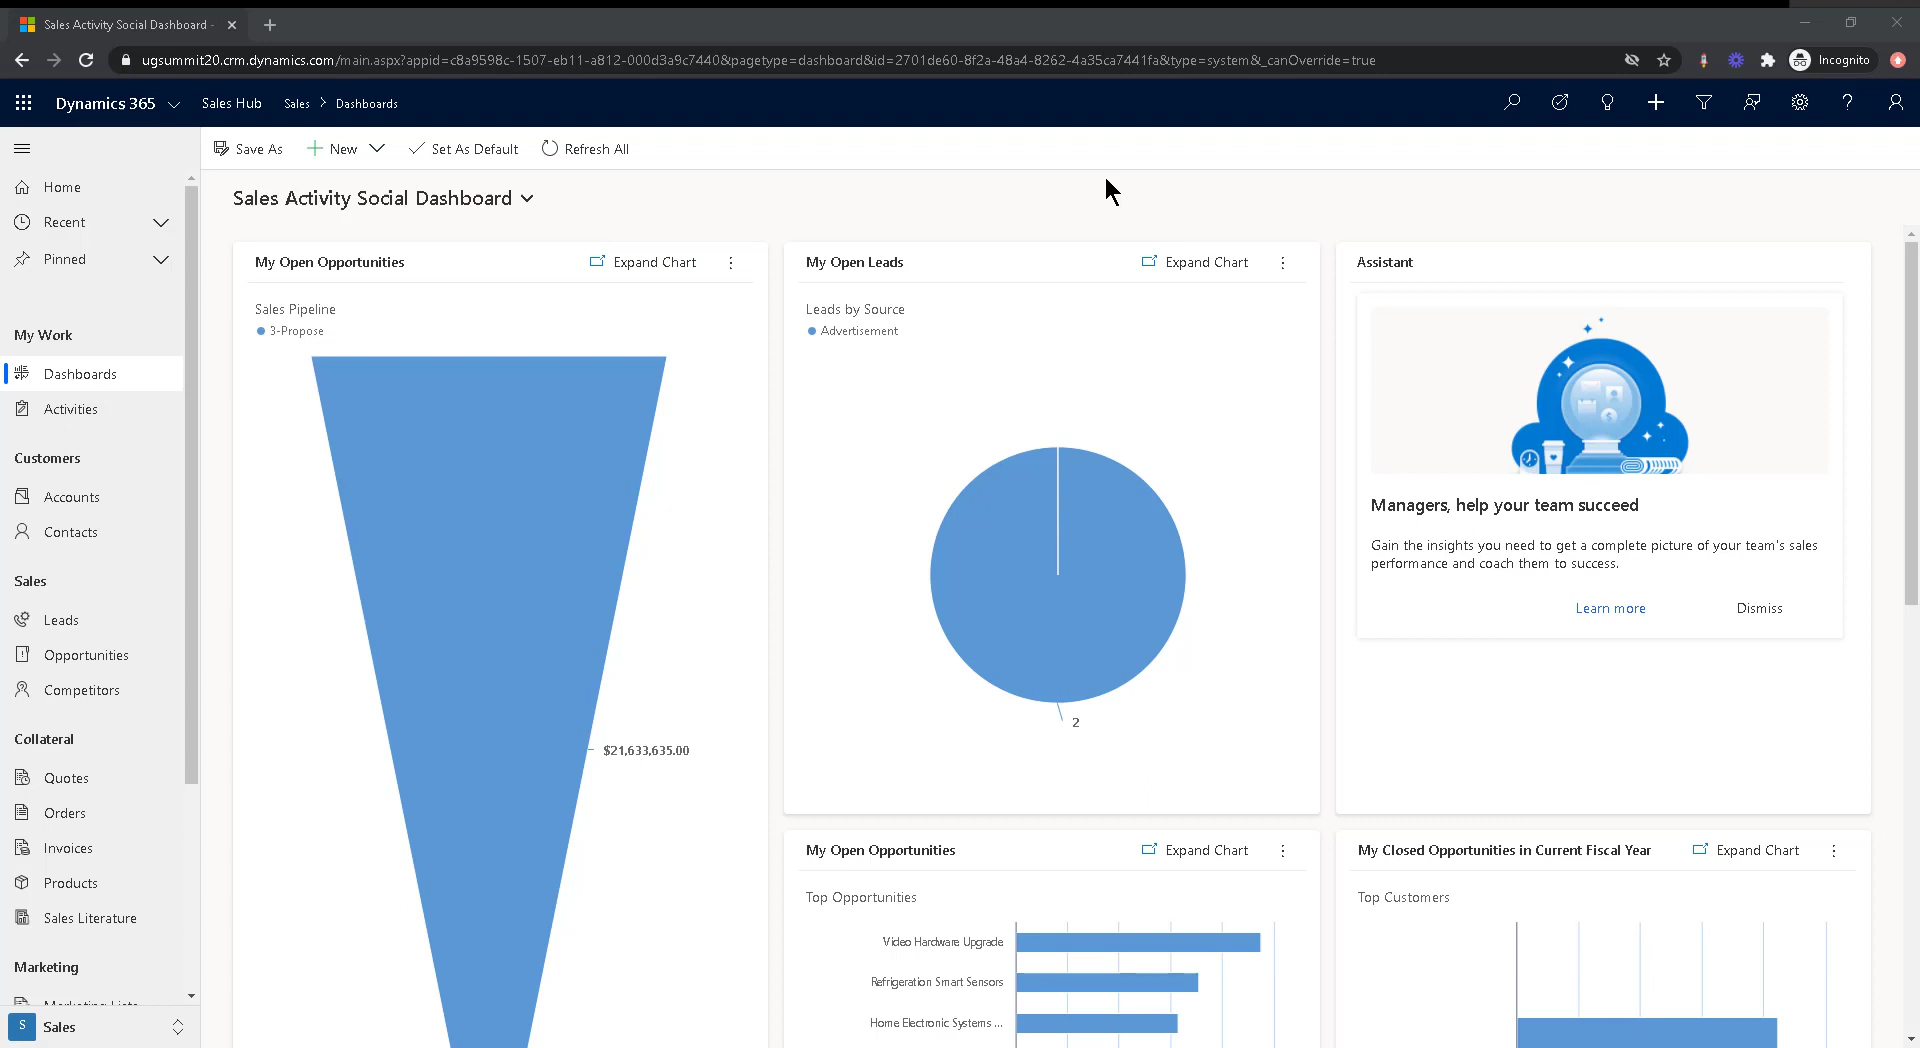 Sales Activity Social Dashboard -
ugsummit20.crm.dynamics.com/main.aspx?appid=c8a9598c-1507-eb11-a812-000d3a9c7440&pagetype=dashboard&id=2701de60-8f2a-48a4-8262-4a35ca7441fa&type=system&_canOverride=true
Incognito
Dynamics 365
Sales Hub
Sales > Dashboards
Save As
New
Set As Default
Refresh All
Home
Recent
Pinned
My Work
Dashboards
Activities
Customers
Accounts
Contacts
Sales
Leads
Opportunities
Competitors
Collateral
Quotes
Orders
Invoices
Products
Sales Literature
Marketing
Marketing Lists
S
Sales
Sales Activity Social Dashboard
My Open Opportunities
Expand Chart
Sales Pipeline
3-Propose
$21,633,635.00
My Open Leads
Expand Chart
Leads by Source
Advertisement
2
Assistant
Managers, help your team succeed
Gain the insights you need to get a complete picture of your team's sales
performance and coach them to success.
Learn more
Dismiss
My Open Opportunities
Expand Chart
Top Opportunities
Video Hardware Upgrade
Refrigeration Smart Sensors
Home Electronic Systems ...
My Closed Opportunities in Current Fiscal Year
Expand Chart
Top Customers